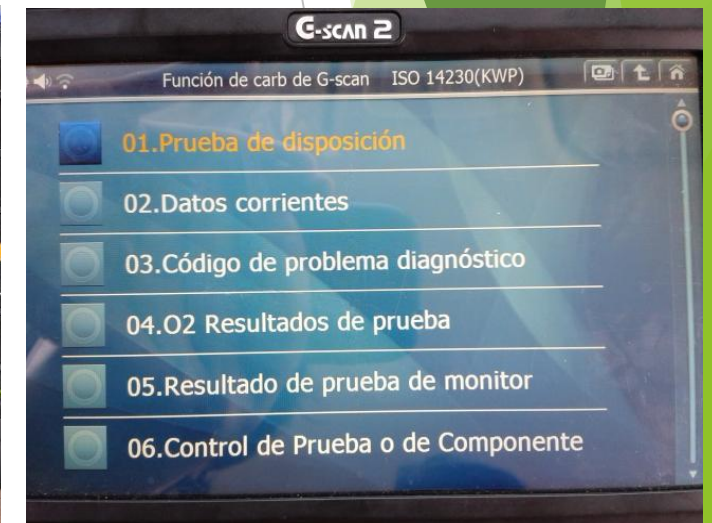 G-scan 2
Función de carb de G-scan ISO 14230(KWP)
01.Prueba de disposición
02.Datos corrientes
03.Código de problema diagnóstico
04.O2 Resultados de prueba
05.Resultado de prueba de monitor
06.Control de Prueba o de Componente